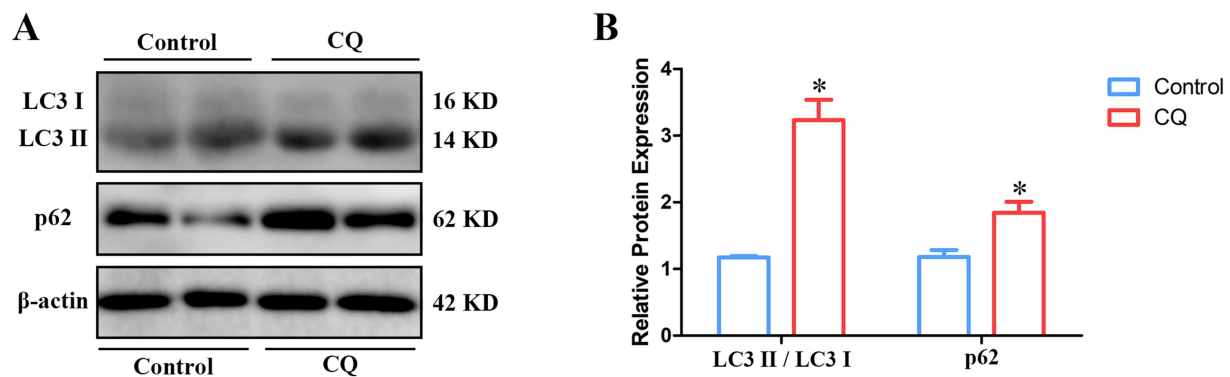 A
Control
CQ
LC3 I
16 KD
LC3 II
14 KD
p62
62 KD
β-actin
42 KD
Control
CQ
B
Relative Protein Expression
4
3
2
1
0
*
*
LC3 II / LC3 I
p62
Control
CQ